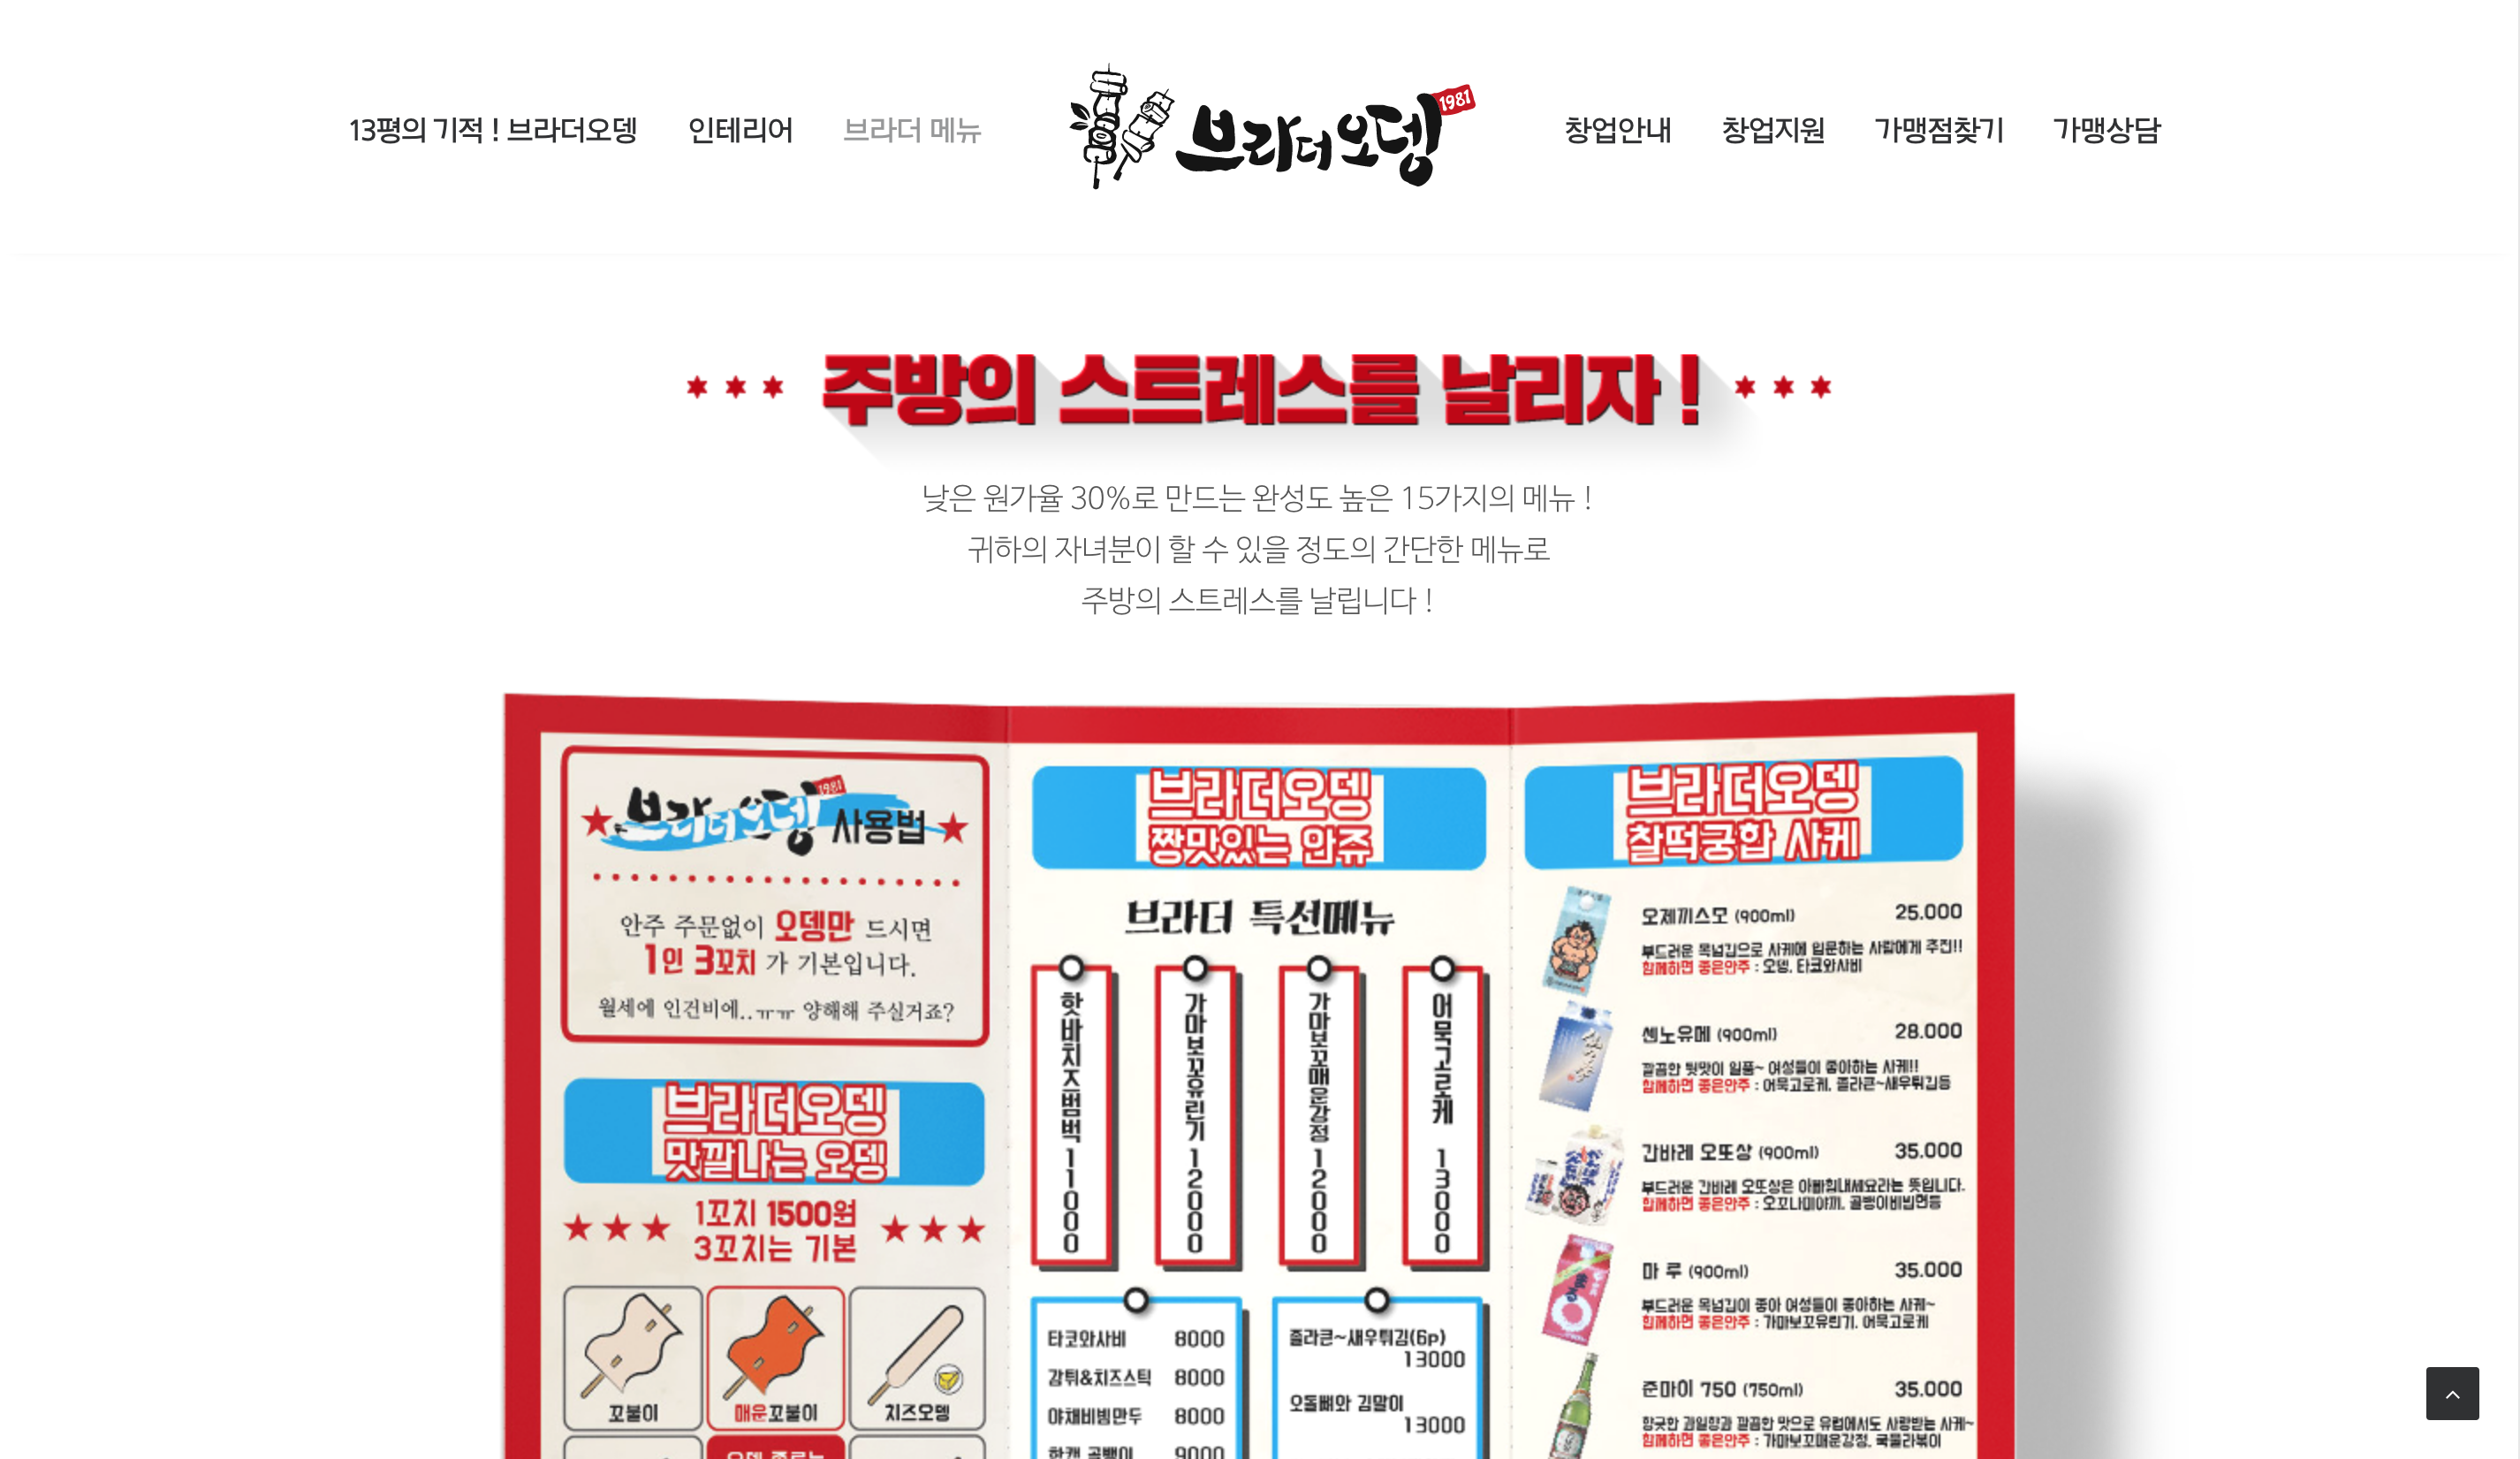 13평의 기적 ! 브라더오뎅
인테리어
브라더 메뉴
브라더오뎅
1981
창업안내
창업지원
가맹점찾기
가맹상담
주방의 스트레스를 날리자 !
낮은 원가율 30%로 만드는 완성도 높은 15가지의 메뉴 !
귀하의 자녀분이 할 수 있을 정도의 간단한 메뉴로
주방의 스트레스를 날립니다 !
브라더오뎅 1981 사용법
안주 주문없이 오뎅만 드시면
1인 3꼬치 가 기본입니다.
월세에 인건비에..ㅠㅠ 양해해 주실거죠?
브라더오뎅
맛깔나는 오뎅
1꼬치 1500원
3꼬치는 기본
꼬불이
매운꼬불이
치즈오뎅
브라더오뎅
짱맛있는 안쥬
브라더 특선메뉴
핫바치즈범벅 11000
가마보꼬유린기 12000
가마보꼬매운강정 12000
어묵고로케 13000
타코와사비 8000
감튀&치즈스틱 8000
야채비빔만두 8000
한캔 골뱅이 9000
졸라큰~새우튀김(6p)
13000
오돌뼈와 김말이
13000
브라더오뎅
찰떡궁합 사케
오제끼스모 (900ml) 25.000
부드러운 목넘김으로 사케에 입문하는 사람에게 추천!!
함께하면 좋은안주 : 오뎅, 타코와사비
센노유메 (900ml) 28.000
깔끔한 뒷맛이 일품~ 여성들이 좋아하는 사케!!
함께하면 좋은안주 : 어묵고로케, 졸라큰~새우튀김등
간바레 오또상 (900ml) 35.000
부드러운 간바레 오또상은 아빠힘내세요라는 뜻입니다.
함께하면 좋은안주 : 오꼬나미야끼, 골뱅이비빔면등
마 루 (900ml) 35.000
부드러운 목넘김이 좋아 여성들이 좋아하는 사케~
함께하면 좋은안주 : 가마보꼬유린기, 어묵고로케
준마이 750 (750ml) 35.000
향긋한 과일향과 깔끔한 맛으로 유럽에서도 사랑받는 사케~
함께하면 좋은안주 : 가마보꼬매운강정, 국물라볶이